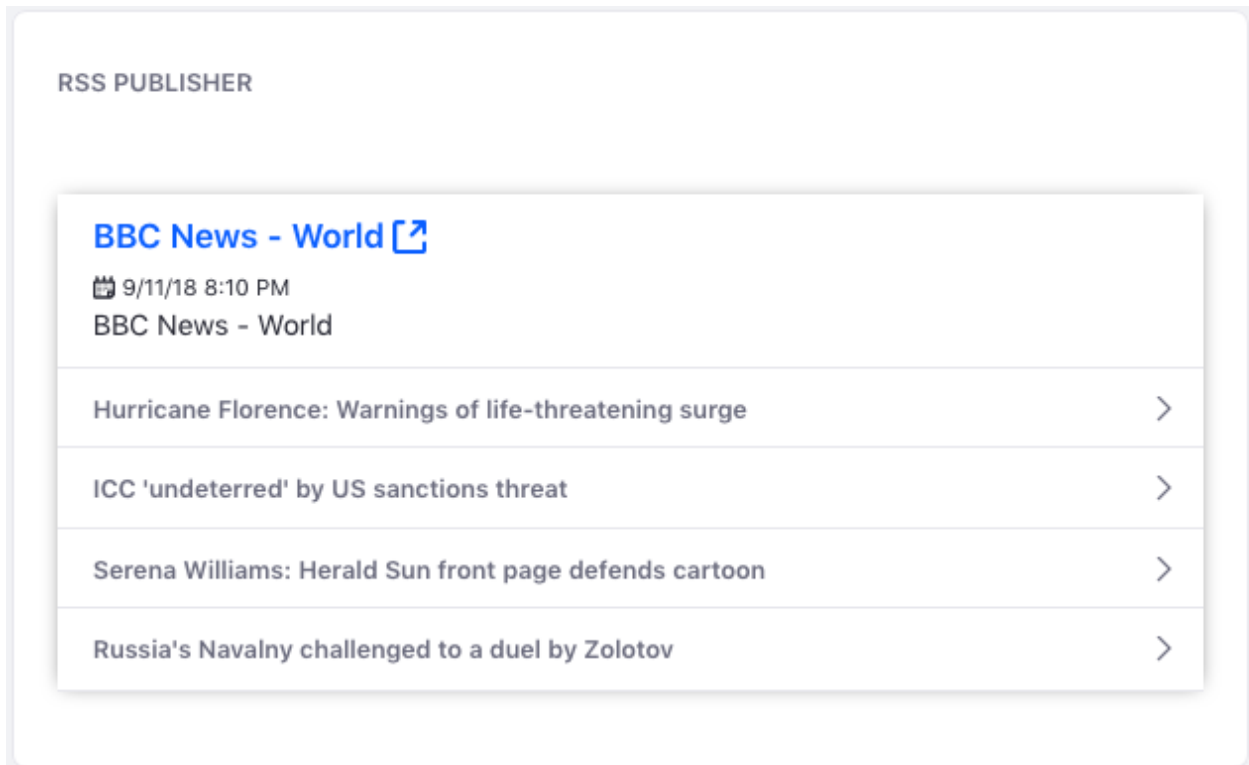 RSS PUBLISHER
BBC News - World
9/11/18 8:10 PM
BBC News - World
Hurricane Florence: Warnings of life-threatening surge
ICC 'undeterred' by US sanctions threat
Serena Williams: Herald Sun front page defends cartoon
Russia's Navalny challenged to a duel by Zolotov